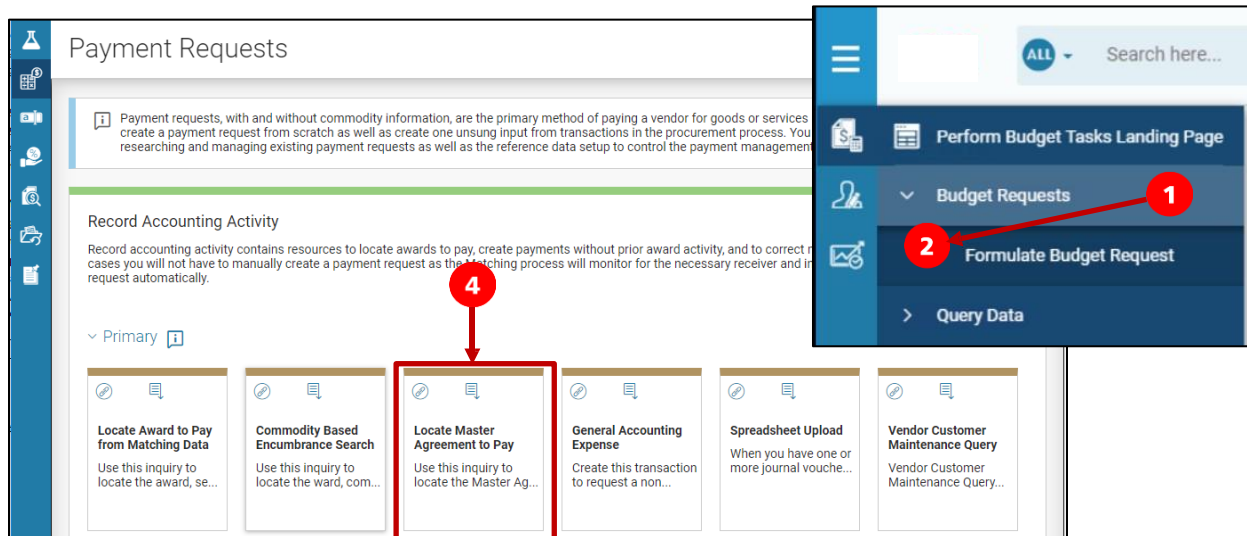 Payment Requests
Payment requests, with and without commodity information, are the primary method of paying a vendor for goods or services
create a payment request from scratch as well as create one unsung input from transactions in the procurement process. You
researching and managing existing payment requests as well as the reference data setup to control the payment management
Record Accounting Activity
Record accounting activity contains resources to locate awards to pay, create payments without prior award activity, and to correct
cases you will not have to manually create a payment request as the Matching process will monitor for the necessary receiver and
request automatically.
4
Primary
Locate Award to Pay
from Matching Data
Use this inquiry to
locate the award, se...
Commodity Based
Encumbrance Search
Use this inquiry to
locate the ward, com...
Locate Master
Agreement to Pay
Use this inquiry to
locate the Master Ag...
General Accounting
Expense
Create this transaction
to request a non...
Spreadsheet Upload
When you have one or
more journal vouche...
Vendor Customer
Maintenance Query
Vendor Customer
Maintenance Query...
ALL
Search here...
Perform Budget Tasks Landing Page
Budget Requests
1
2
Formulate Budget Request
Query Data